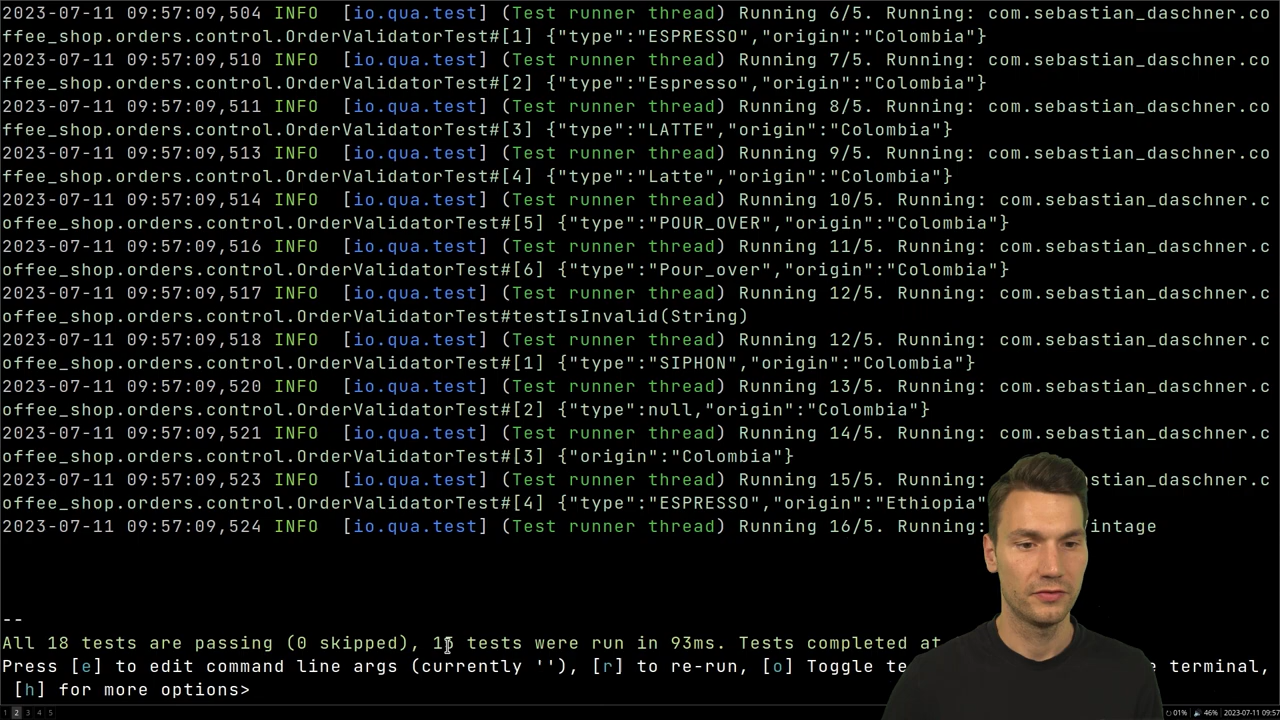 2023-07-11 09:57:09,504 INFO  [io.qua.test] (Test runner thread) Running 6/5. Running: com.sebastian_daschner.co
ffee_shop.orders.control.OrderValidatorTest#[1] {"type":"ESPRESSO","origin":"Colombia"}
2023-07-11 09:57:09,510 INFO  [io.qua.test] (Test runner thread) Running 7/5. Running: com.sebastian_daschner.co
ffee_shop.orders.control.OrderValidatorTest#[2] {"type":"Espresso","origin":"Colombia"}
2023-07-11 09:57:09,511 INFO  [io.qua.test] (Test runner thread) Running 8/5. Running: com.sebastian_daschner.co
ffee_shop.orders.control.OrderValidatorTest#[3] {"type":"LATTE","origin":"Colombia"}
2023-07-11 09:57:09,513 INFO  [io.qua.test] (Test runner thread) Running 9/5. Running: com.sebastian_daschner.co
ffee_shop.orders.control.OrderValidatorTest#[4] {"type":"Latte","origin":"Colombia"}
2023-07-11 09:57:09,514 INFO  [io.qua.test] (Test runner thread) Running 10/5. Running: com.sebastian_daschner.c
offee_shop.orders.control.OrderValidatorTest#[5] {"type":"POUR_OVER","origin":"Colombia"}
2023-07-11 09:57:09,516 INFO  [io.qua.test] (Test runner thread) Running 11/5. Running: com.sebastian_daschner.c
offee_shop.orders.control.OrderValidatorTest#[6] {"type":"Pour_over","origin":"Colombia"}
2023-07-11 09:57:09,517 INFO  [io.qua.test] (Test runner thread) Running 12/5. Running: com.sebastian_daschner.c
offee_shop.orders.control.OrderValidatorTest#testIsInvalid(String)
2023-07-11 09:57:09,518 INFO  [io.qua.test] (Test runner thread) Running 12/5. Running: com.sebastian_daschner.c
offee_shop.orders.control.OrderValidatorTest#[1] {"type":"SIPHON","origin":"Colombia"}
2023-07-11 09:57:09,520 INFO  [io.qua.test] (Test runner thread) Running 13/5. Running: com.sebastian_daschner.c
offee_shop.orders.control.OrderValidatorTest#[2] {"type":null,"origin":"Colombia"}
2023-07-11 09:57:09,521 INFO  [io.qua.test] (Test runner thread) Running 14/5. Running: com.sebastian_daschner.c
offee_shop.orders.control.OrderValidatorTest#[3] {"origin":"Colombia"}
2023-07-11 09:57:09,523 INFO  [io.qua.test] (Test runner thread) Running 15/5. Running: com.sebastian_daschner.c
offee_shop.orders.control.OrderValidatorTest#[4] {"type":"ESPRESSO","origin":"Ethiopia"
2023-07-11 09:57:09,524 INFO  [io.qua.test] (Test runner thread) Running 16/5. Running: intage
--
All 18 tests are passing (0 skipped), tests were run in 93ms. Tests completed at
Press [e] to edit command line args (currently ''), [r] to re-run, [o] Toggle te terminal,
[h] for more options>
1 2 3 4 5 01% 46% 2023-07-11 09:57